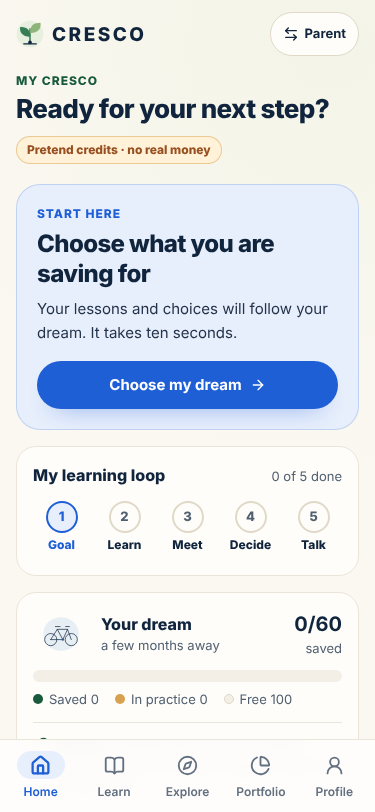 CRESCO
Parent
MY CRESCO
Ready for your next step?
Pretend credits · no real money
START HERE
Choose what you are
saving for
Your lessons and choices will follow your
dream. It takes ten seconds.
Choose my dream →
My learning loop
0 of 5 done
1 2 3 4 5
Goal Learn Meet Decide Talk
Your dream
a few months away
0/60
saved
Saved 0 In practice 0 Free 100
Home Learn Explore Portfolio Profile